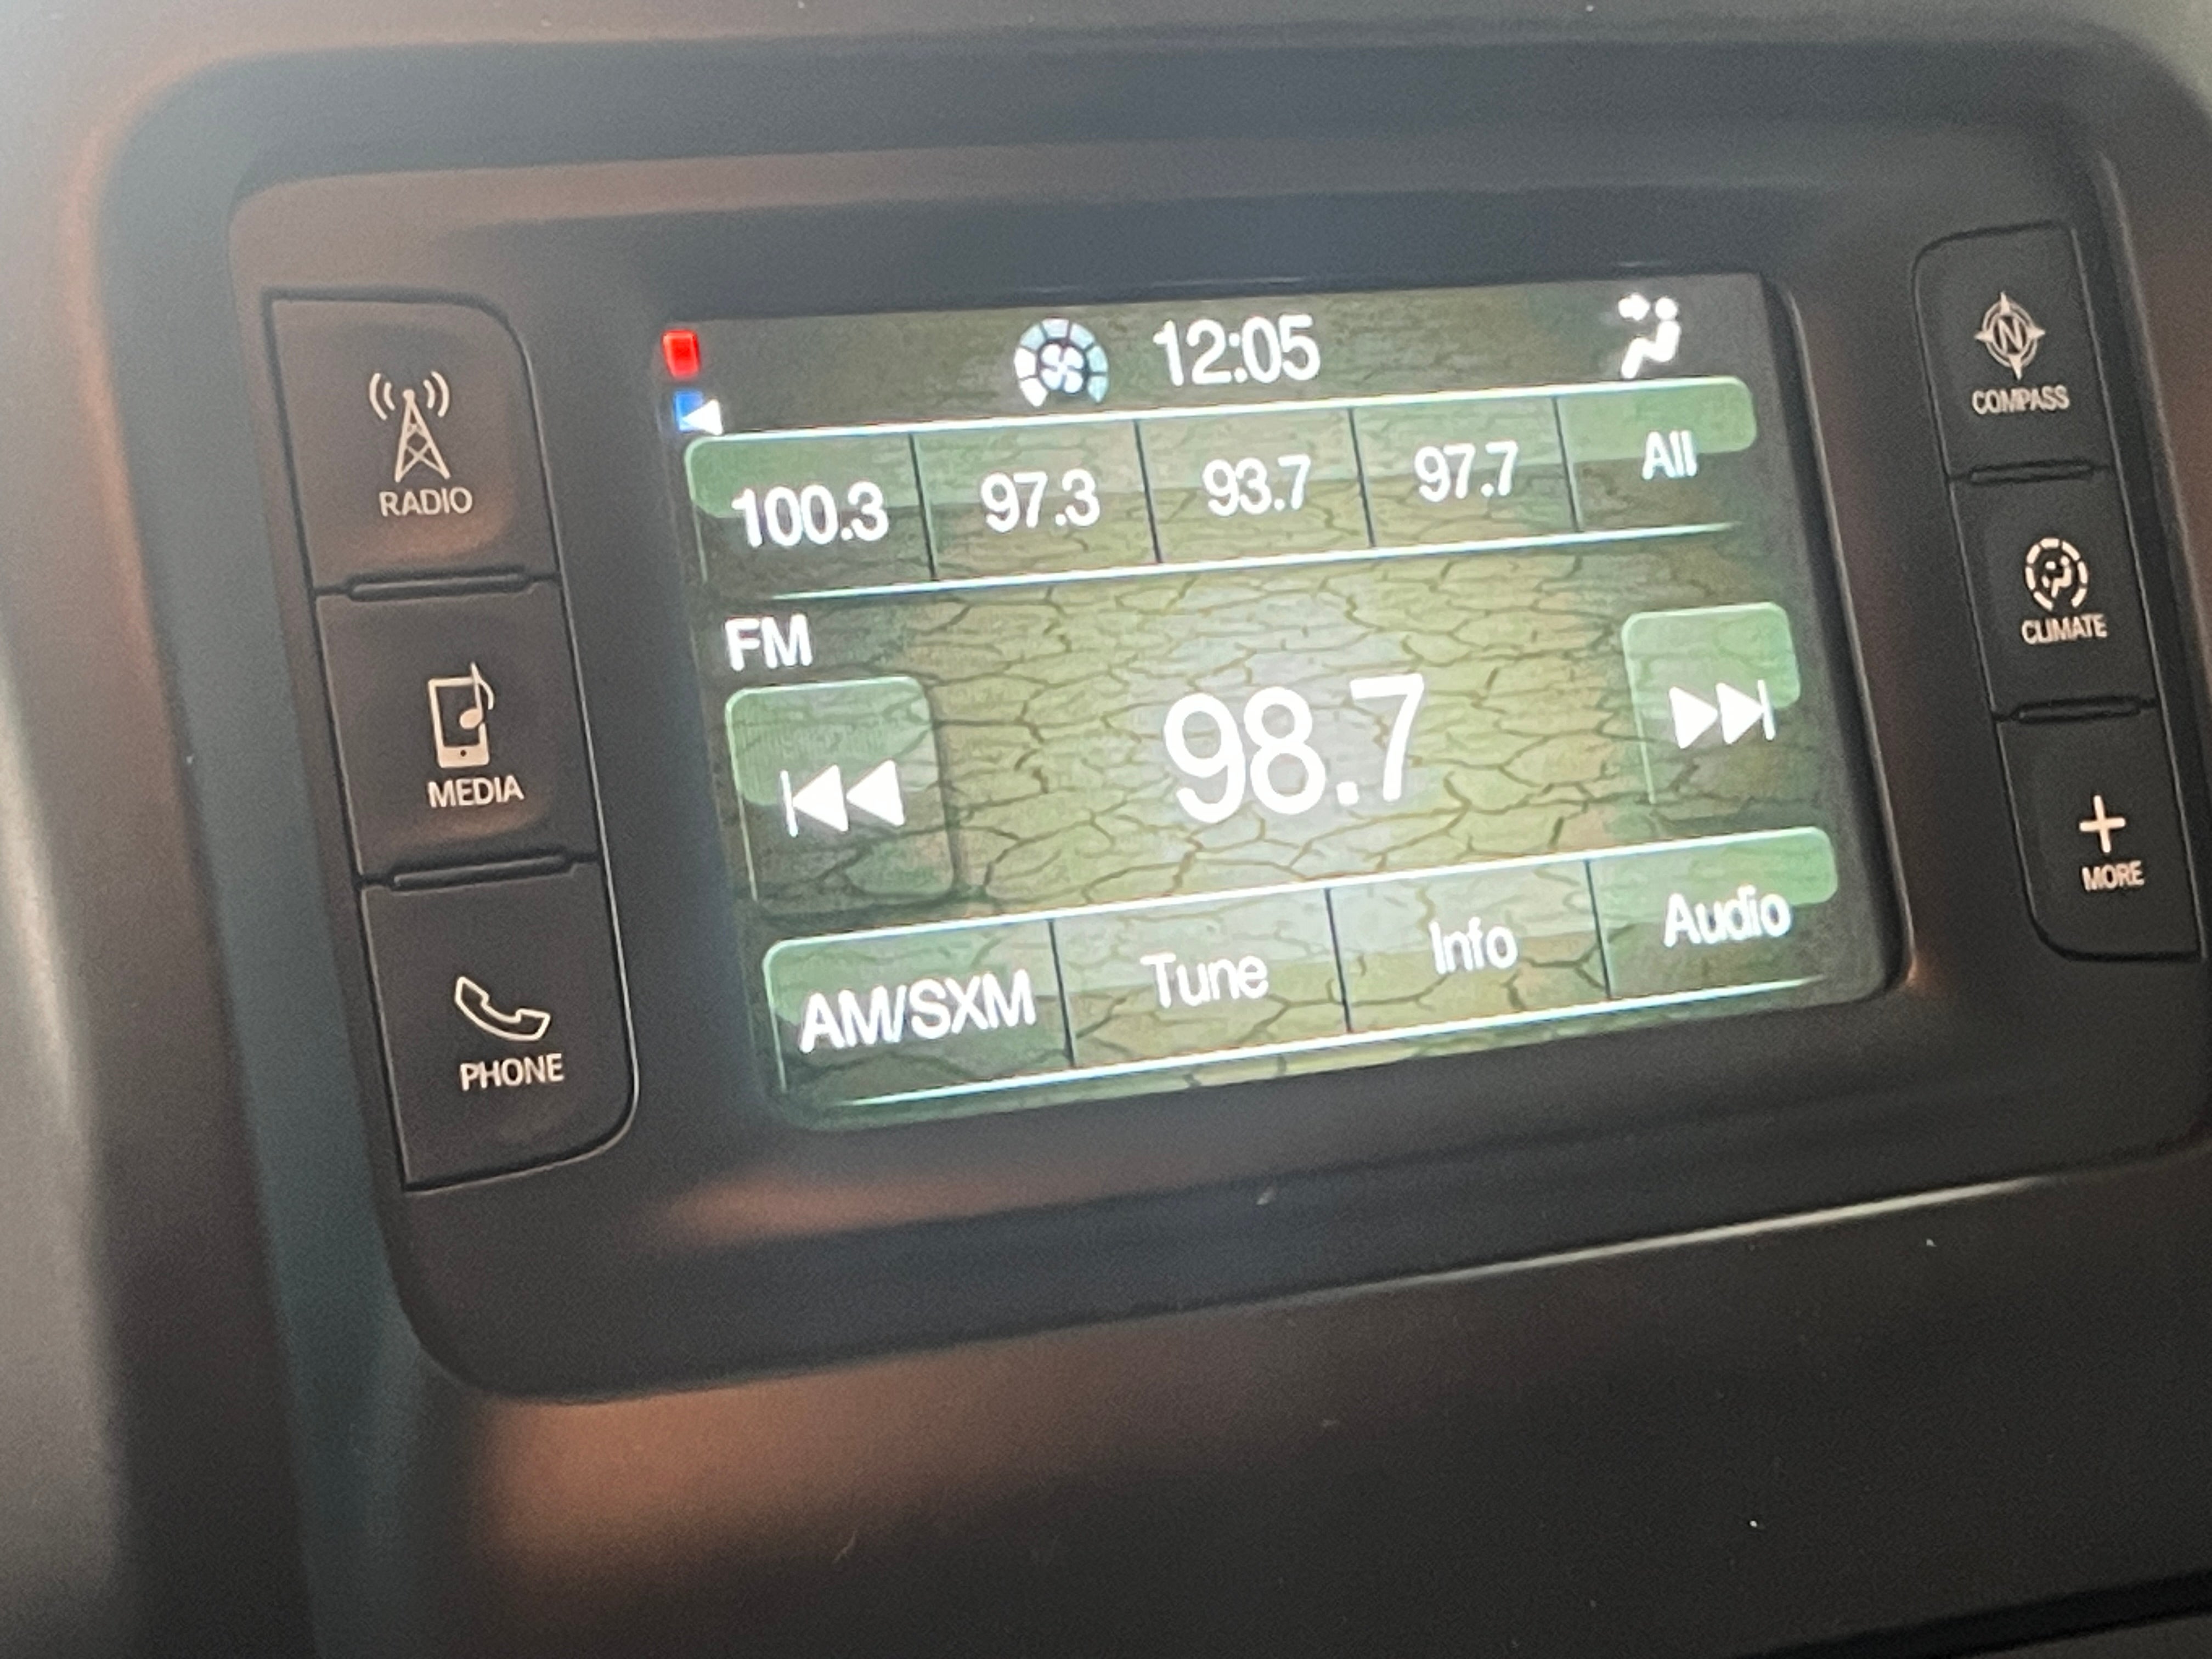 12:05
100.3 97.3 93.7 97.7 All
FM
98.7
AM/SXM Tune Info Audio
RADIO
MEDIA
PHONE
N
COMPASS
CLIMATE
MORE